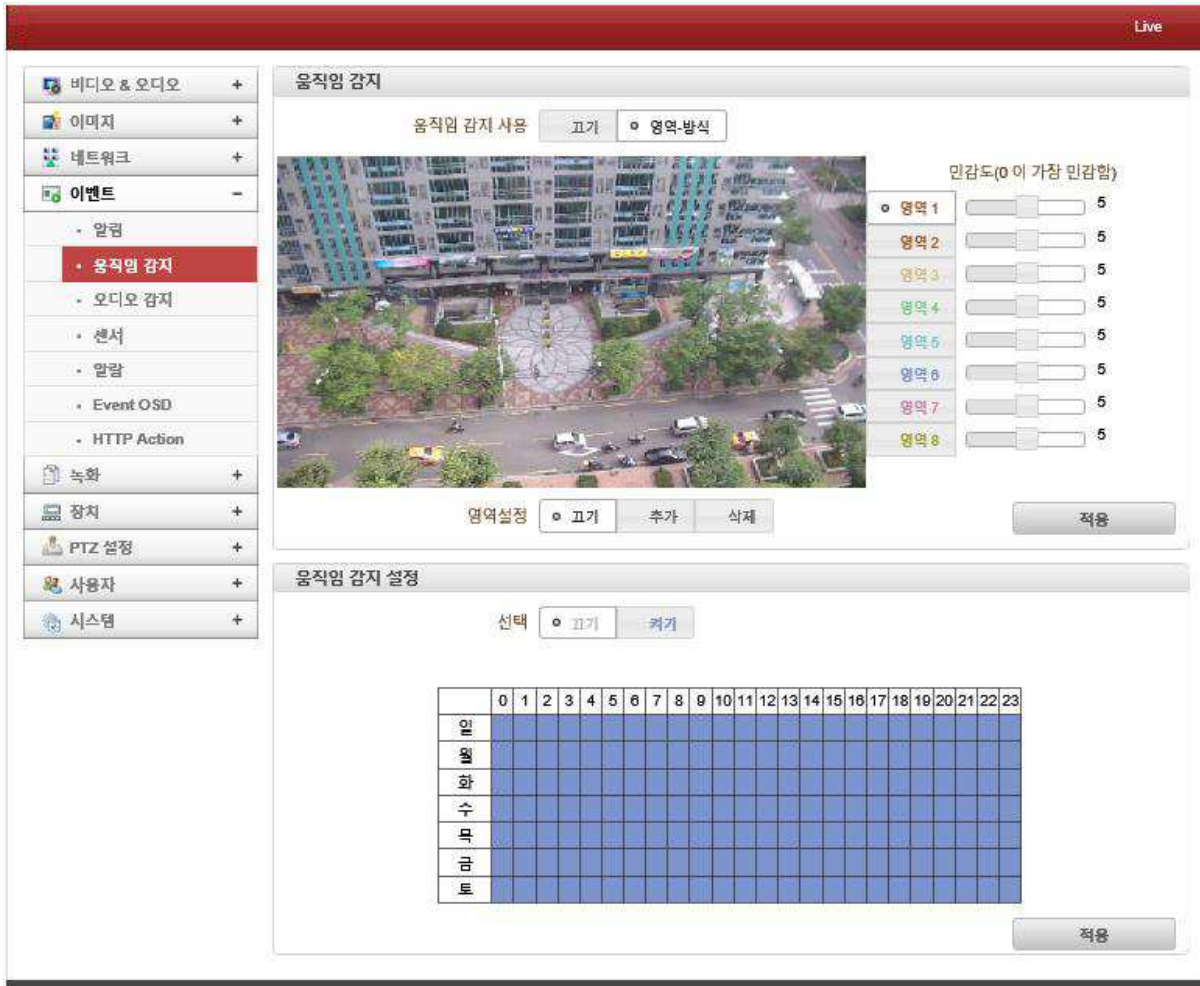 Live
비디오 & 오디오 +
이미지 +
네트워크 +
이벤트 −
알림
움직임 감지
오디오 감지
센서
알람
Event OSD
HTTP Action
녹화 +
장치 +
PTZ 설정 +
사용자 +
시스템 +
움직임 감지
움직임 감지 사용 끄기 영역-방식
민감도(0 이 가장 민감함)
영역 1 5
영역 2 5
영역 3 5
영역 4 5
영역 5 5
영역 6 5
영역 7 5
영역 8 5
영역설정 끄기 추가 삭제
적용
움직임 감지 설정
선택 끄기 켜기
0 1 2 3 4 5 6 7 8 9 10 11 12 13 14 15 16 17 18 19 20 21 22 23
일
월
화
수
목
금
토
적용